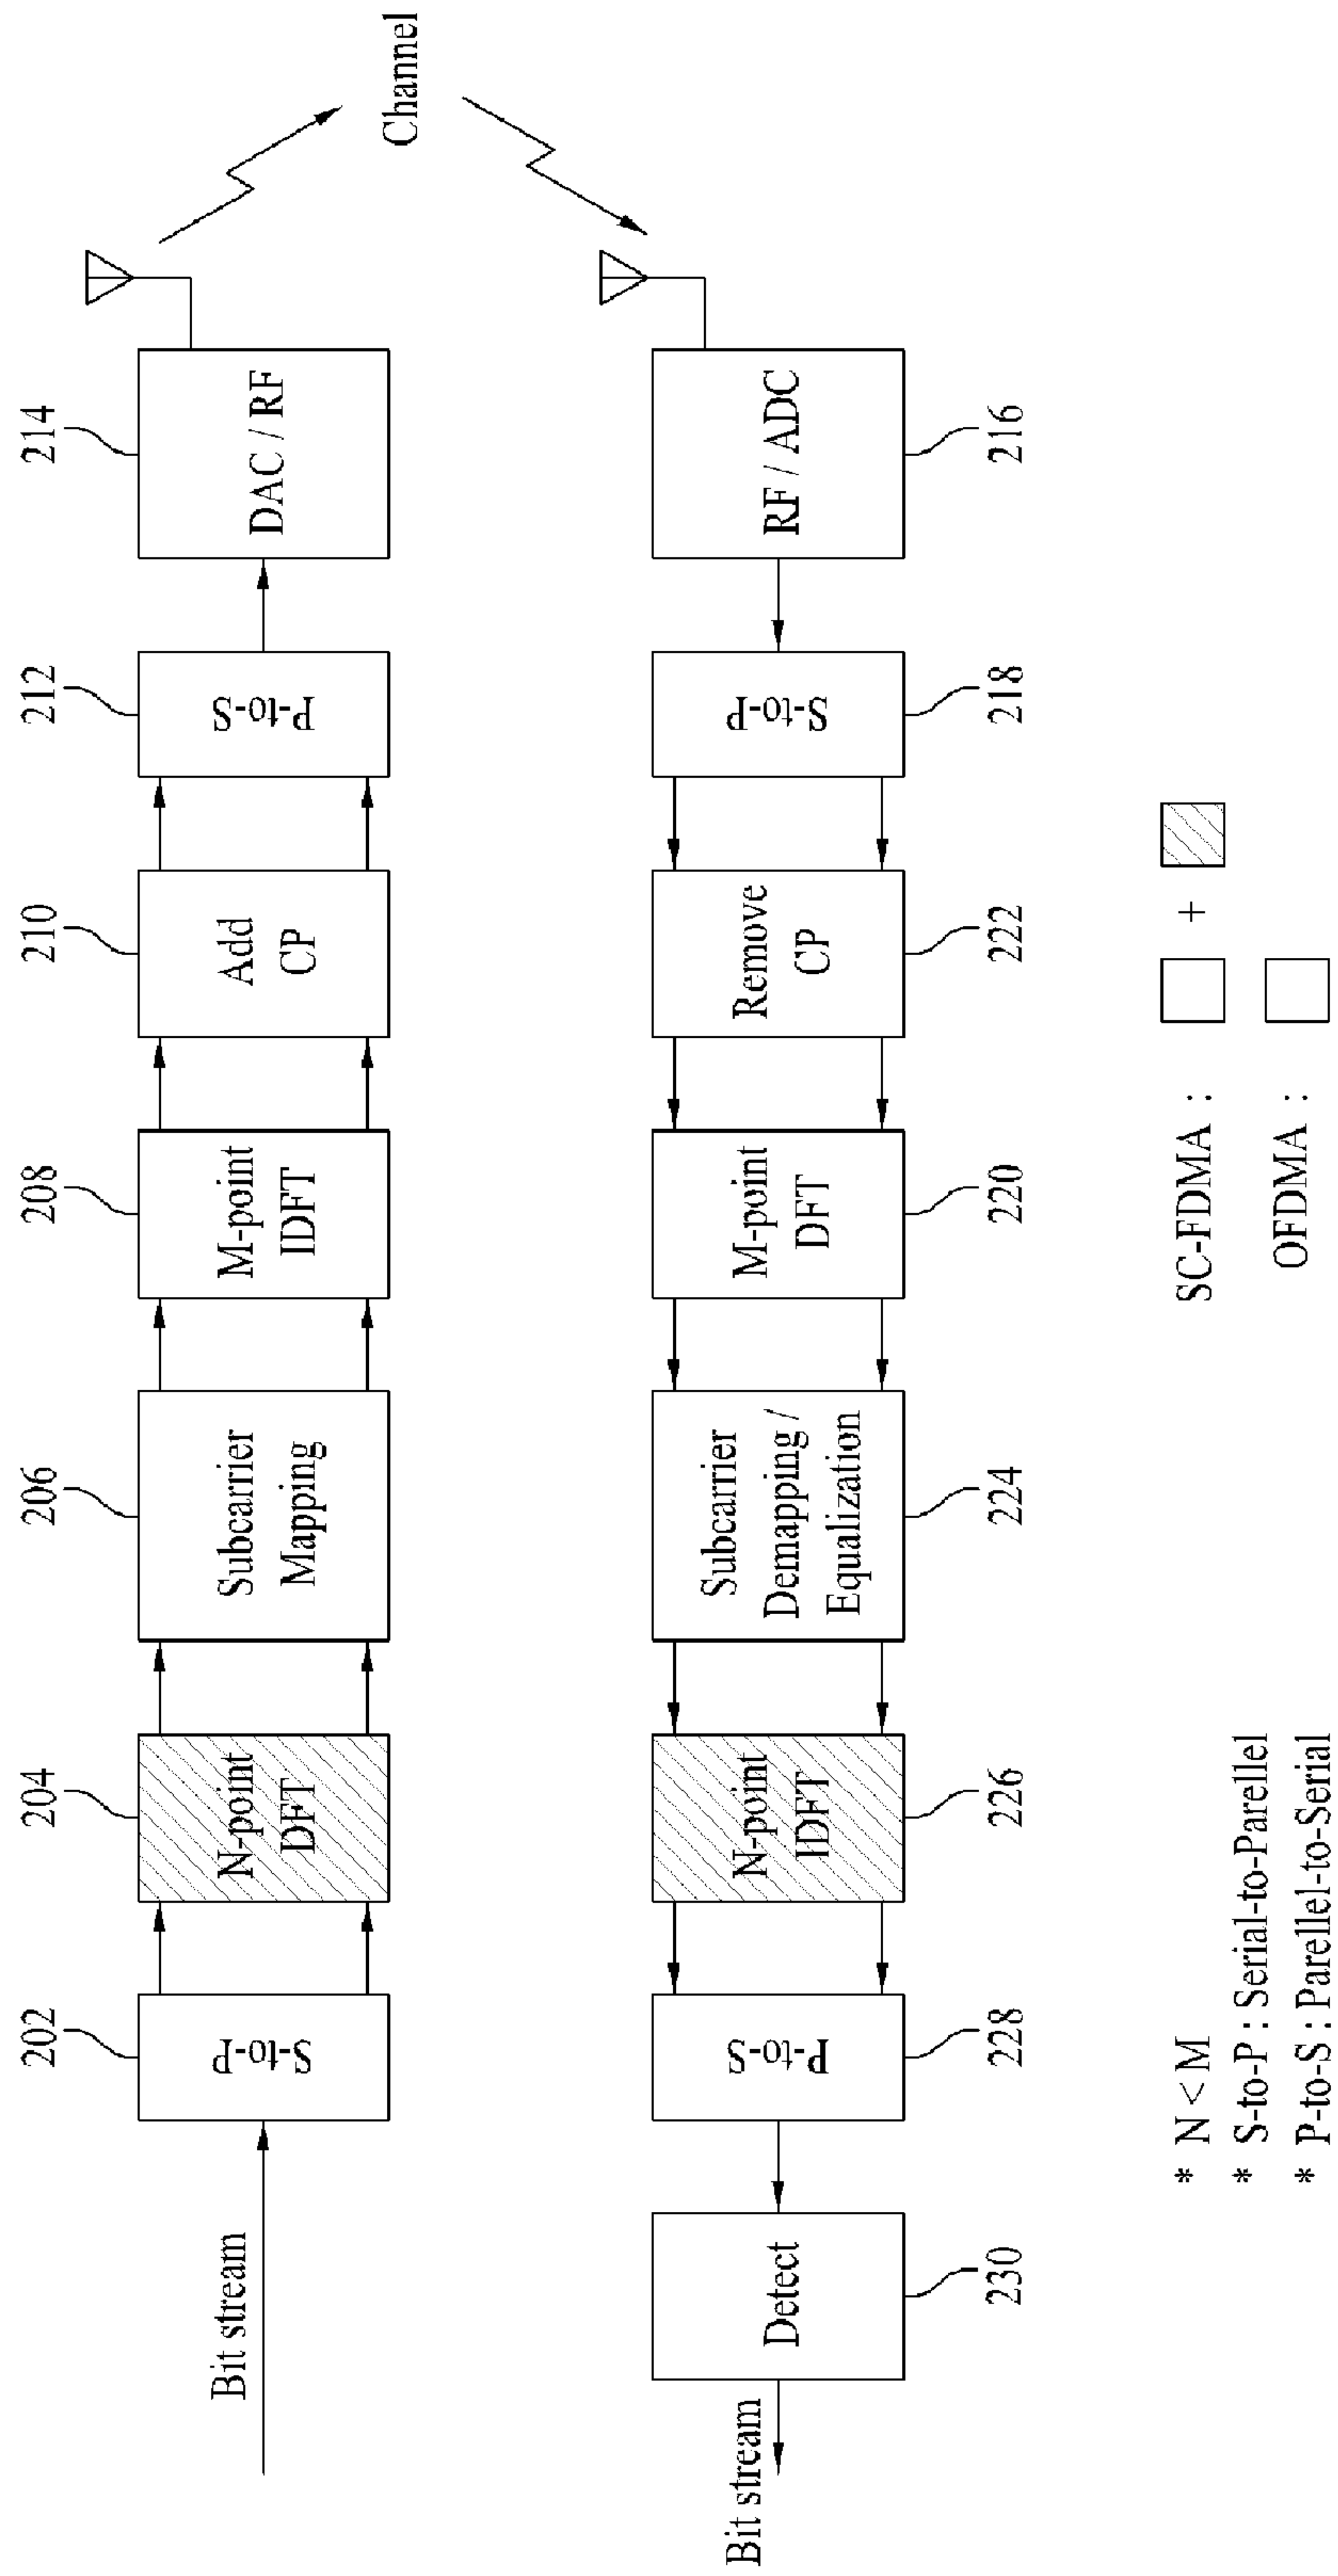 202
204
206
208
210
212
214
Bit stream
S-to-P
N-point
DFT
Subcarrier
Mapping
M-point
IDFT
Add
CP
P-to-S
DAC / RF
Channel
Bit stream
Detect
P-to-S
N-point
IDFT
Subcarrier
Demapping /
Equalization
M-point
DFT
Remove
CP
S-to-P
RF / ADC
230
228
226
224
220
222
218
216
* N < M
* S-to-P : Serial-to-Parellel
* P-to-S : Parellel-to-Serial
SC-FDMA : +
OFDMA :